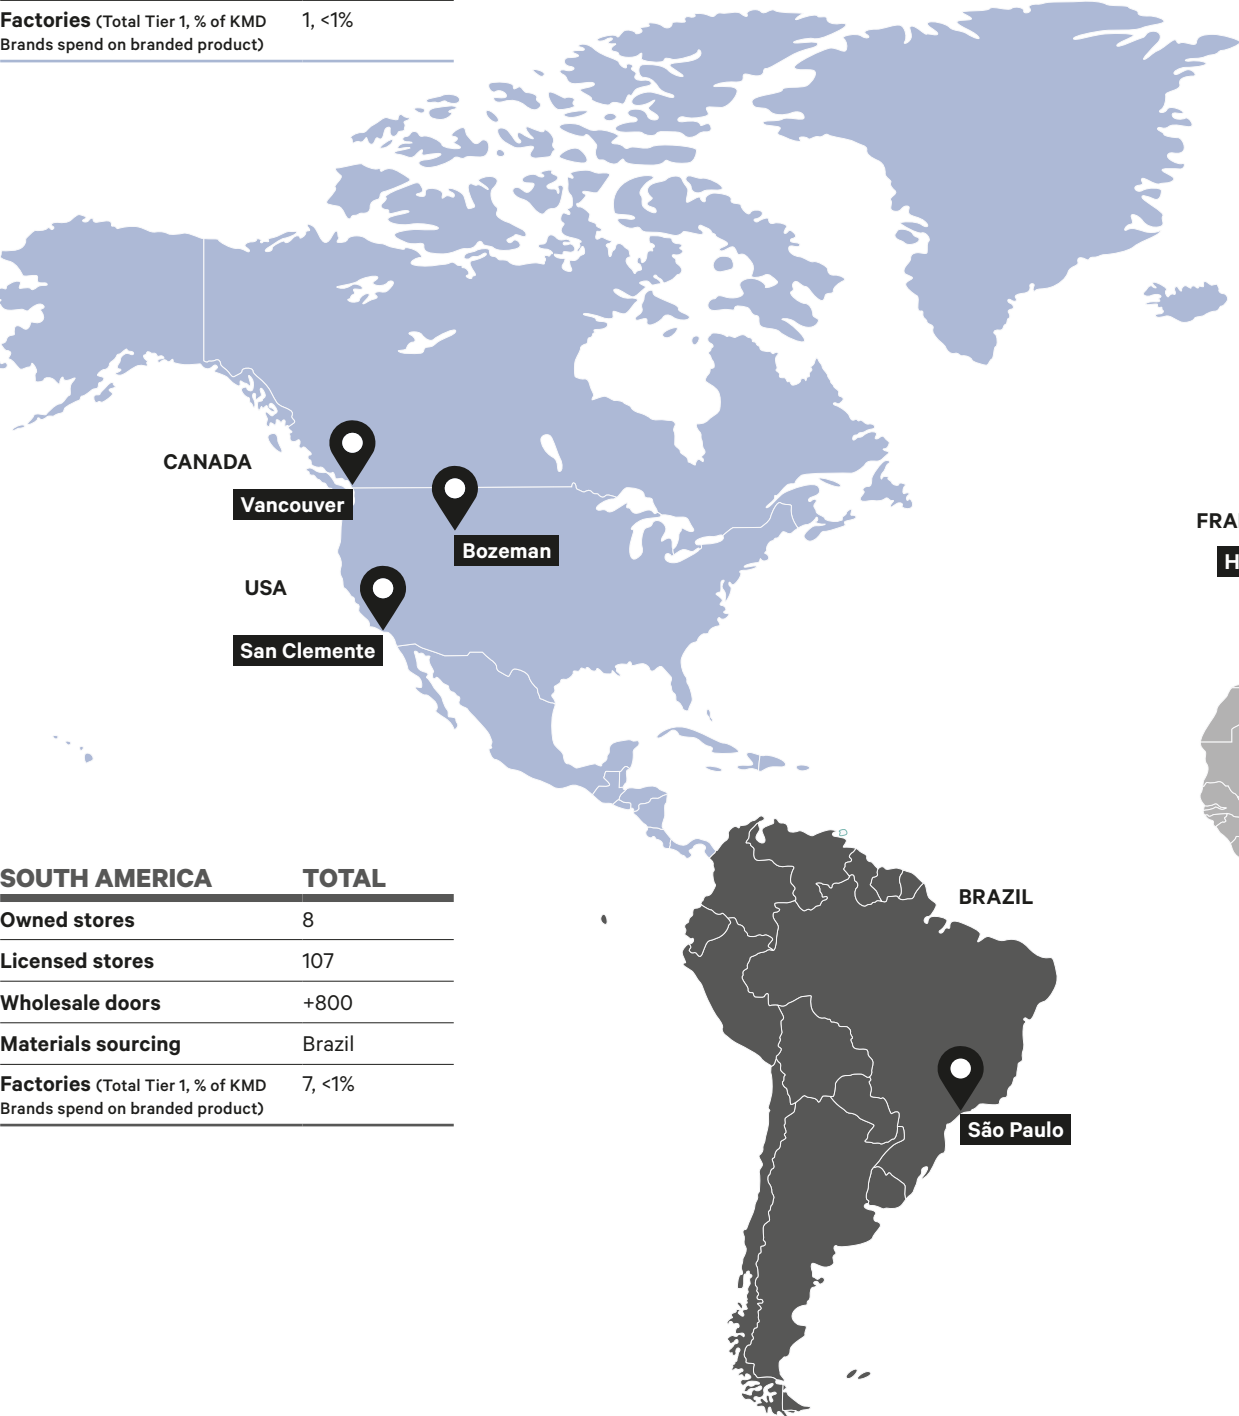 Factories (Total Tier 1, % of KMD 1, <1%
Brands spend on branded product)
CANADA
Vancouver
Bozeman
USA
San Clemente
FRA
H
SOUTH AMERICA TOTAL
Owned stores 8
Licensed stores 107
Wholesale doors +800
Materials sourcing Brazil
Factories (Total Tier 1, % of KMD 7, <1%
Brands spend on branded product)
BRAZIL
São Paulo